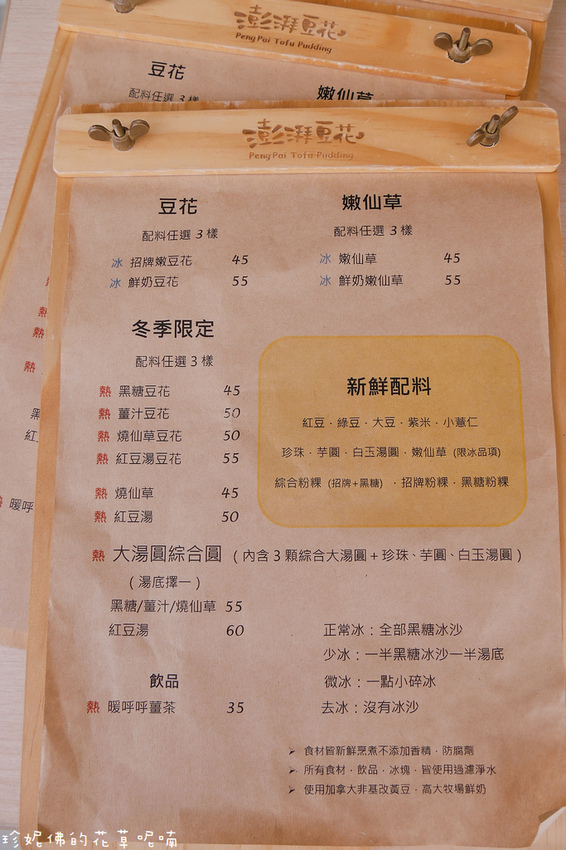 豆花
配料任選 3 樣
嫩仙草
澎湃豆花
Peng Pai Tofu Pudding
澎湃豆花
Peng Pai Tofu Pudding
豆花
配料任選 3 樣
冰 招牌嫩豆花 45
冰 鮮奶豆花 55
嫩仙草
配料任選 3 樣
冰 嫩仙草 45
冰 鮮奶嫩仙草 55
冬季限定
配料任選 3 樣
熱 黑糖豆花 45
熱 薑汁豆花 50
熱 燒仙草豆花 50
熱 紅豆湯豆花 55
熱 燒仙草 45
熱 紅豆湯 50
新鮮配料
紅豆．綠豆．大豆．紫米．小薏仁
珍珠．芋圓．白玉湯圓．嫩仙草 (限冰品項)
綜合粉粿 (招牌+黑糖) ．招牌粉粿．黑糖粉粿
熱 大湯圓綜合圓 ( 內含 3 顆綜合大湯圓 + 珍珠、芋圓、白玉湯圓 )
( 湯底擇一 )
黑糖/薑汁/燒仙草 55
紅豆湯 60
飲品
熱 暖呼呼薑茶 35
正常冰：全部黑糖冰沙
少冰：一半黑糖冰沙一半湯底
微冰：一點小碎冰
去冰：沒有冰沙
➤ 食材皆新鮮烹煮不添加香精．防腐劑
➤ 所有食材．飲品．冰塊．皆使用過濾淨水
➤ 使用加拿大非基改黃豆．高大牧場鮮奶
熱
熱
熱
黑
紅
熱 暖呼
珍妮佛的花草呢喃